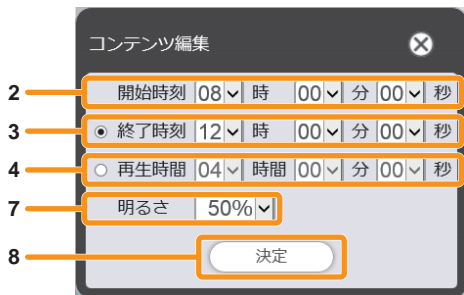 コンテンツ編集
2 開始時刻 08 時 00 分 00 秒
3 終了時刻 12 時 00 分 00 秒
4 再生時間 04 時間 00 分 00 秒
7 明るさ 50%
8 決定